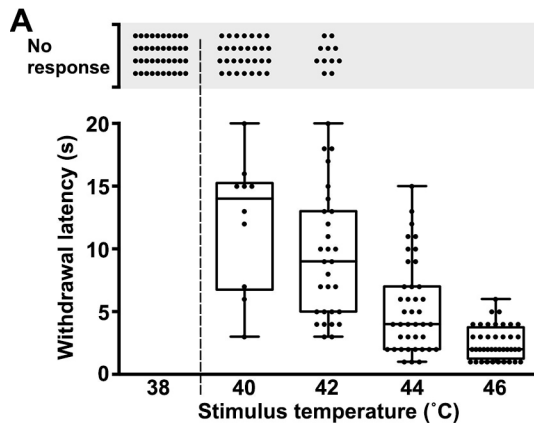 A
No
response
20
15
10
5
0
Withdrawal latency (s)
38 40 42 44 46
Stimulus temperature (˚C)